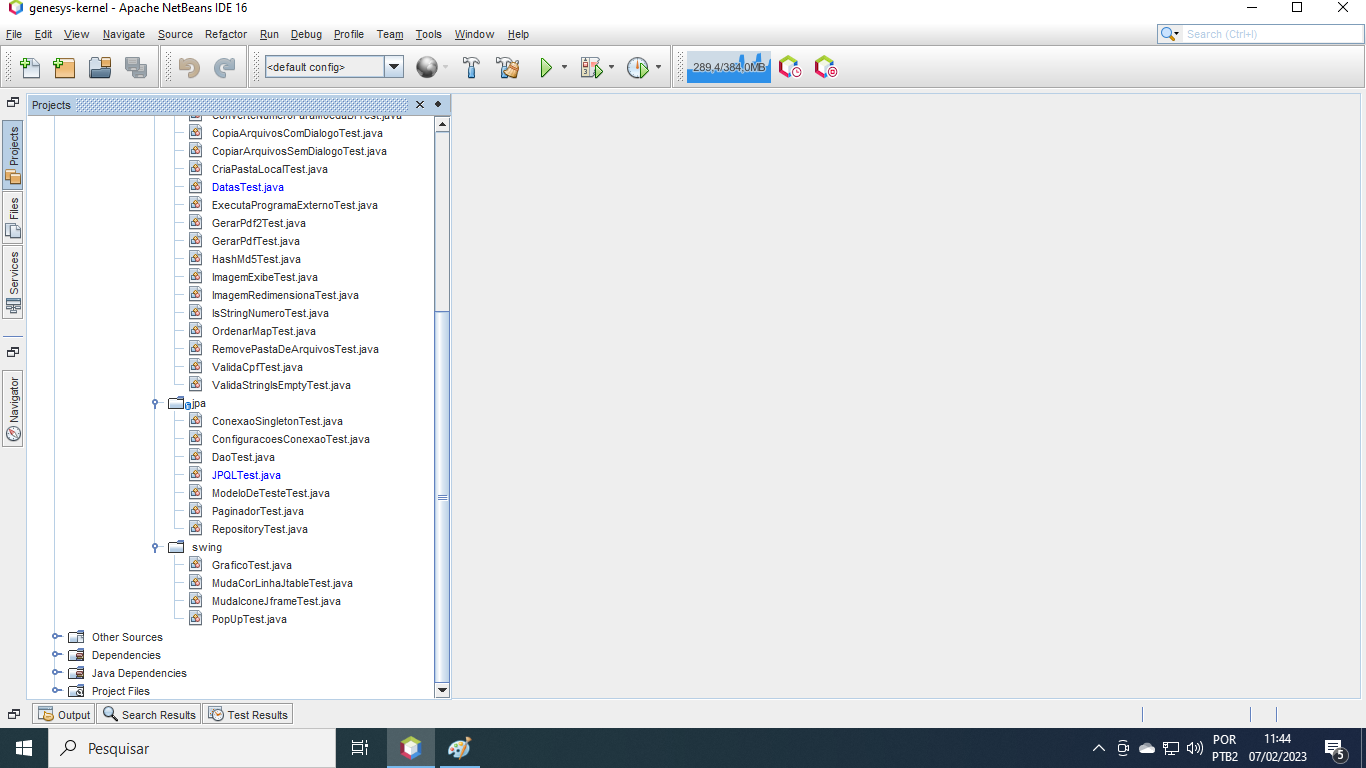 genesys-kernel - Apache NetBeans IDE 16
File Edit View Navigate Source Refactor Run Debug Profile Team Tools Window Help
Search (Ctrl+I)
<default config>
289,4/384,0MB
Projects
ConverteNumeroParaMoedaBrTest.java
CopiaArquivosComDialogoTest.java
CopiarArquivosSemDialogoTest.java
CriaPastaLocalTest.java
DatasTest.java
ExecutaProgramaExternoTest.java
GerarPdf2Test.java
GerarPdfTest.java
HashMd5Test.java
ImagemExibeTest.java
ImagemRedimensionaTest.java
IsStringNumeroTest.java
OrdenarMapTest.java
RemovePastaDeArquivosTest.java
ValidaCpfTest.java
ValidaStringIsEmptyTest.java
jpa
ConexaoSingletonTest.java
ConfiguracoesConexaoTest.java
DaoTest.java
JPQLTest.java
ModeloDeTesteTest.java
PaginadorTest.java
RepositoryTest.java
swing
GraficoTest.java
MudaCorLinhaJtableTest.java
MudaIconeJframeTest.java
PopUpTest.java
Other Sources
Dependencies
Java Dependencies
Project Files
Projects
Files
Services
Navigator
Output Search Results Test Results
Pesquisar
POR
PTB2
11:44
07/02/2023
5